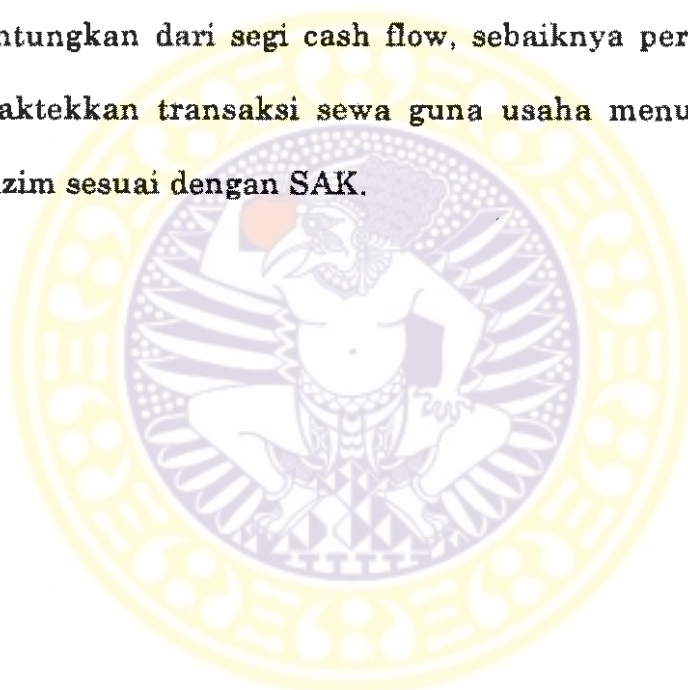 ntungkan dari segi cash flow, sebaiknya per
aktekkan transaksi sewa guna usaha menu
zim sesuai dengan SAK.